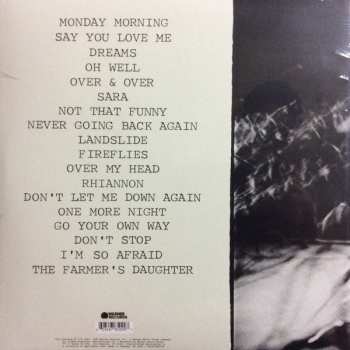 MONDAY MORNING
SAY YOU LOVE ME
DREAMS
OH WELL
OVER & OVER
SARA
NOT THAT FUNNY
NEVER GOING BACK AGAIN
LANDSLIDE
FIREFLIES
OVER MY HEAD
RHIANNON
DON'T LET ME DOWN AGAIN
ONE MORE NIGHT
GO YOUR OWN WAY
DON'T STOP
I'M SO AFRAID
THE FARMER'S DAUGHTER